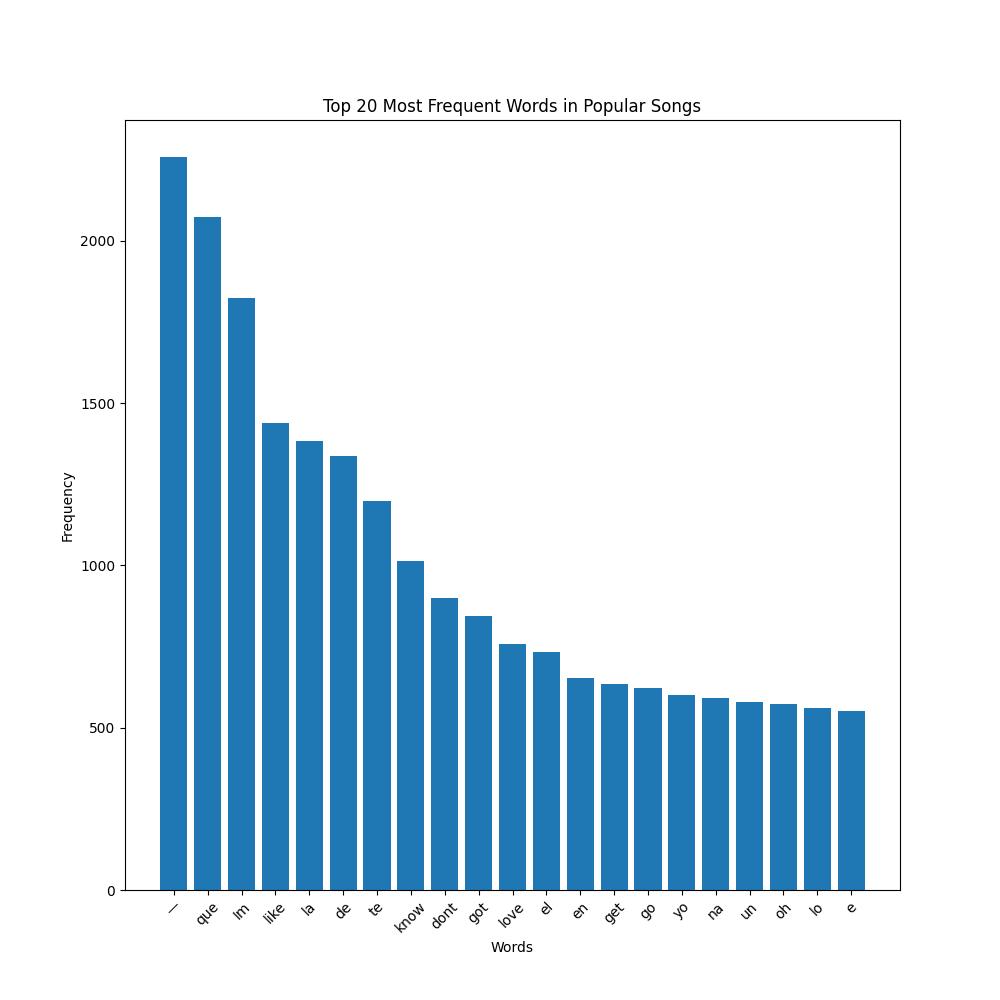 Top 20 Most Frequent Words in Popular Songs
Frequency
2000
1500
1000
500
0
— que Im like la de te know dont got love el en get go yo na un oh lo e
Words